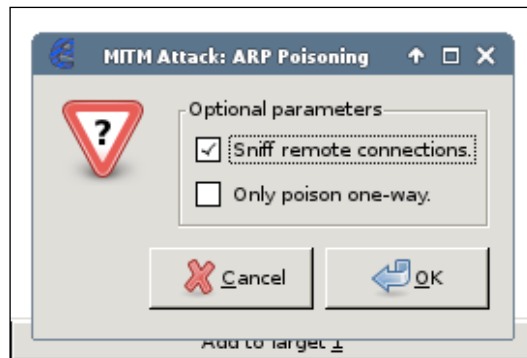 MITM Attack: ARP Poisoning
?
Optional parameters
Sniff remote connections.
Only poison one-way.
Cancel
OK
Add to Target 1